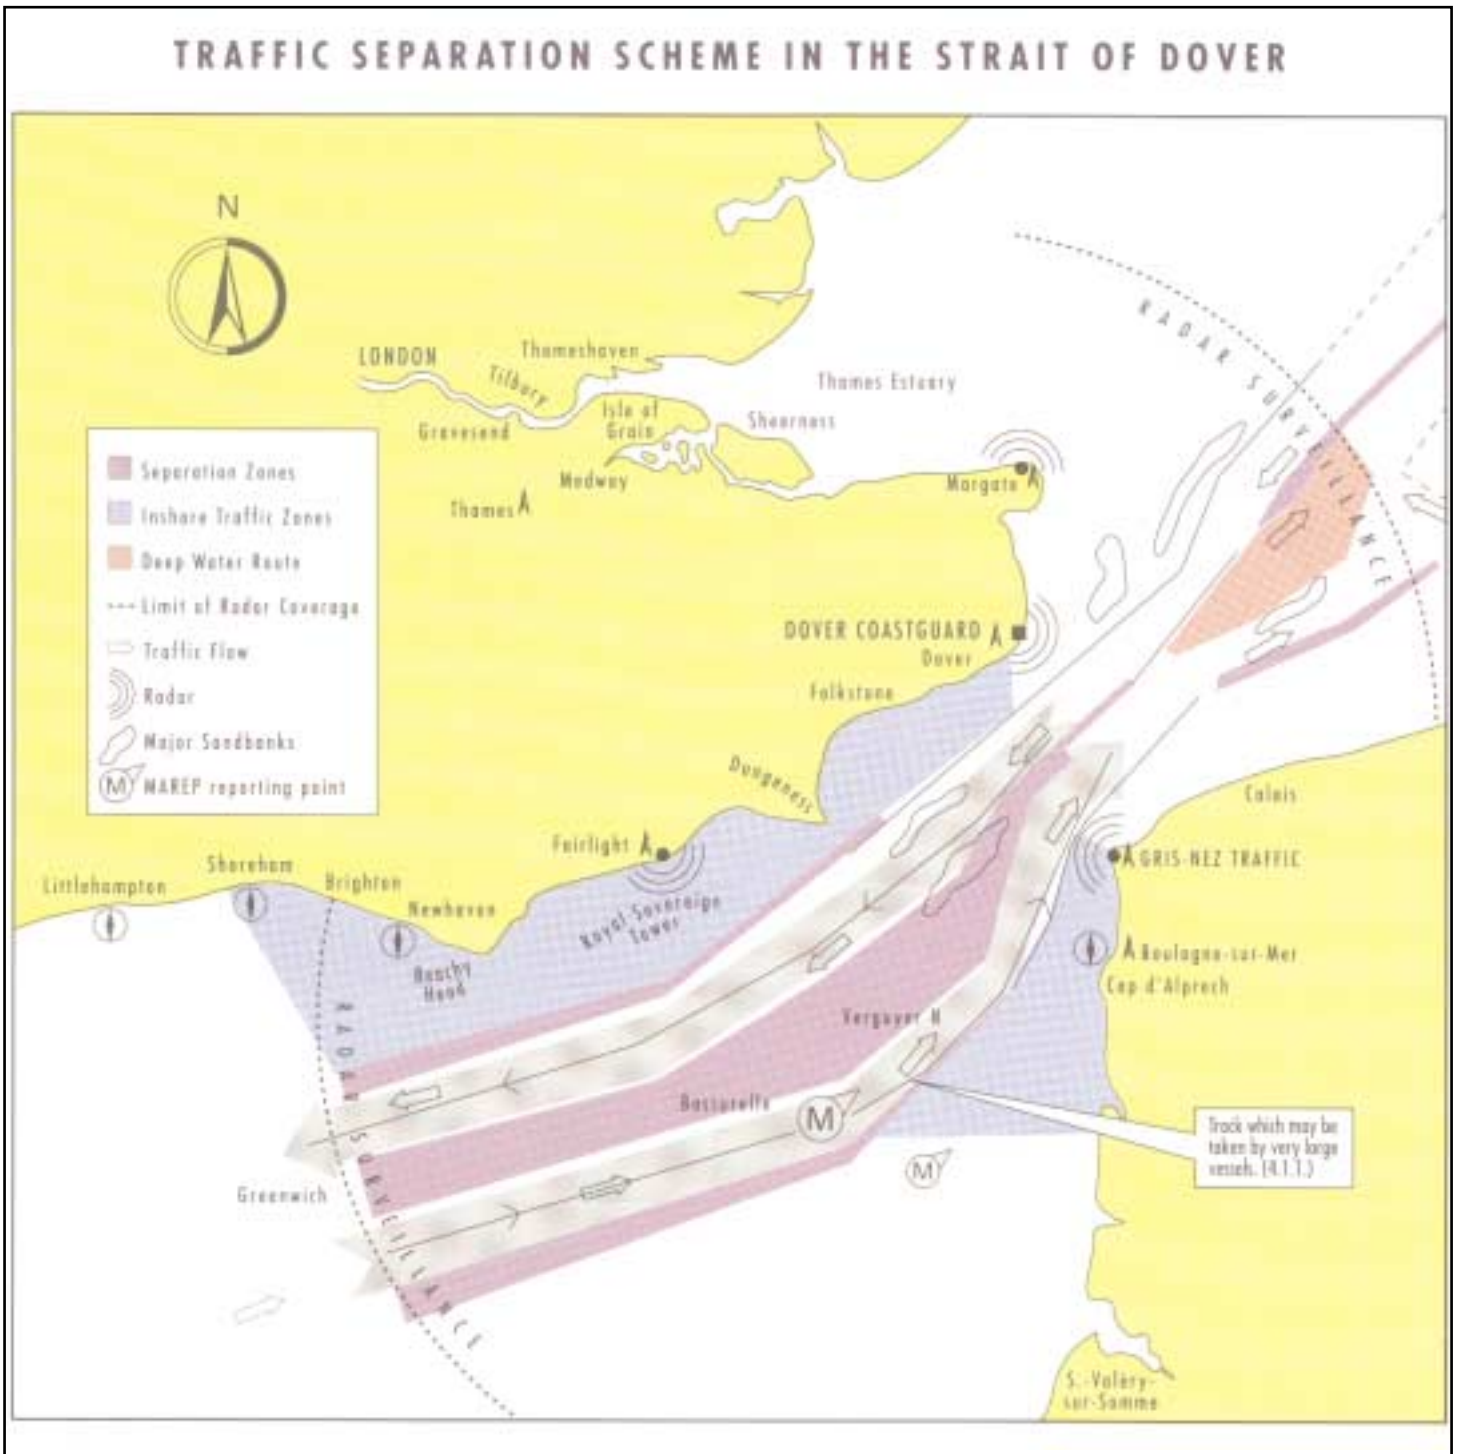 TRAFFIC SEPARATION SCHEME IN THE STRAIT OF DOVER
N
RADAR SURVEILLANCE
LONDON
Thameshaven
Tilbury
Thames Estuary
Isle of
Grain
Sheerness
Gravesend
Medway
Margate
Thames
Separation Zones
Inshore Traffic Zones
Deep Water Route
Limit of Radar Coverage
Traffic Flow
Radar
Major Sandbanks
M MAREP reporting point
DOVER COASTGUARD
Dover
Folkstone
Dungeness
Calais
Fairlight
GRIS-NEZ TRAFFIC
Shoreham
Littlehampton
Brighton
Newhaven
Royal Sovereign
Tower
Beachy
Head
Boulogne-sur-Mer
Cap d'Alprech
RADAR SURVEILLANCE
Vergoyer N
Bassurelle
M
Track which may be
taken by very large
vessels. (4.1.1.)
M
Greenwich
S.-Valéry-
sur-Somme